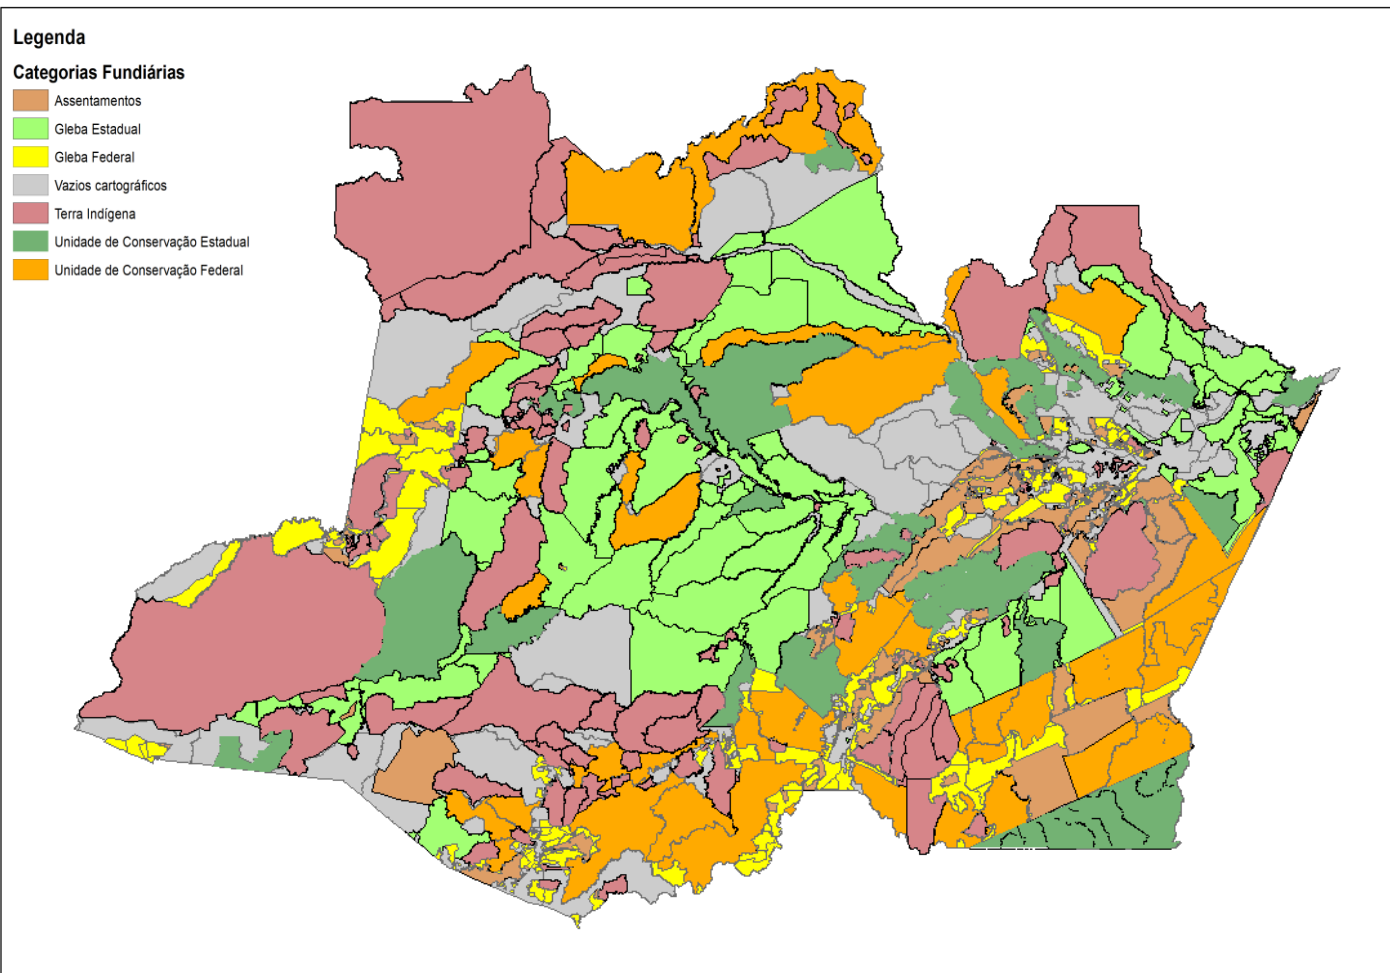 Legenda
Categorias Fundiárias
Assentamentos
Gleba Estadual
Gleba Federal
Vazios cartográficos
Terra Indígena
Unidade de Conservação Estadual
Unidade de Conservação Federal